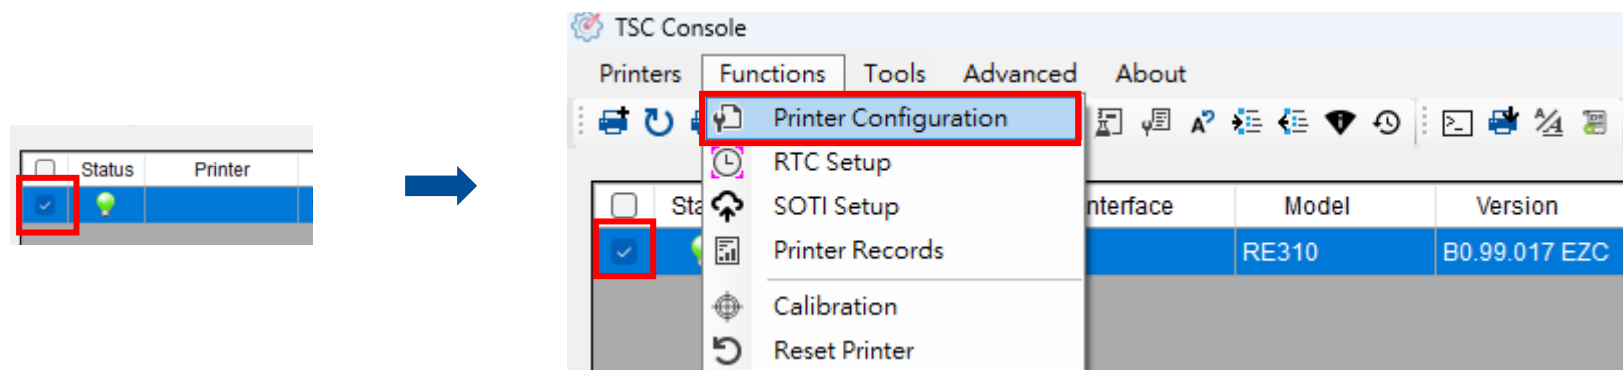 Status Printer
TSC Console
Printers Functions Tools Advanced About
Printer Configuration
RTC Setup
SOTI Setup
Printer Records
Calibration
Reset Printer
Sta nterface Model Version
RE310 B0.99.017 EZC